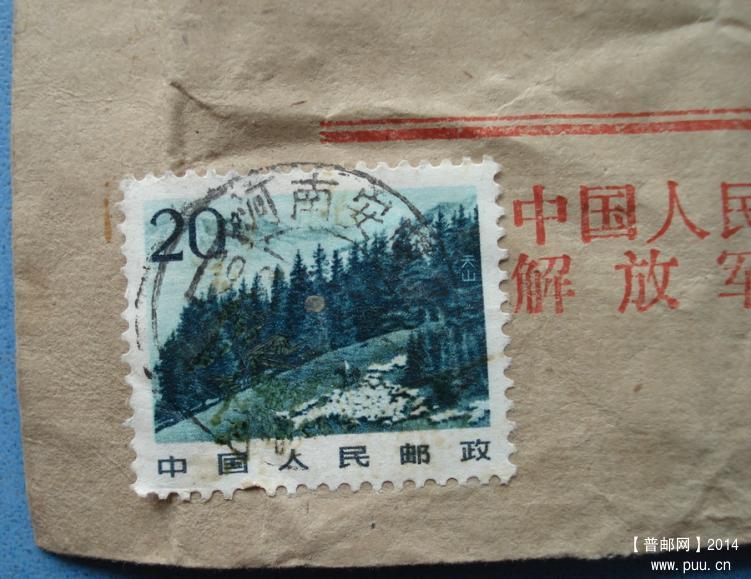 20
河南安
天山
中国人民邮政
中国人民
解放军
【普邮网】2014
www.puu.cn